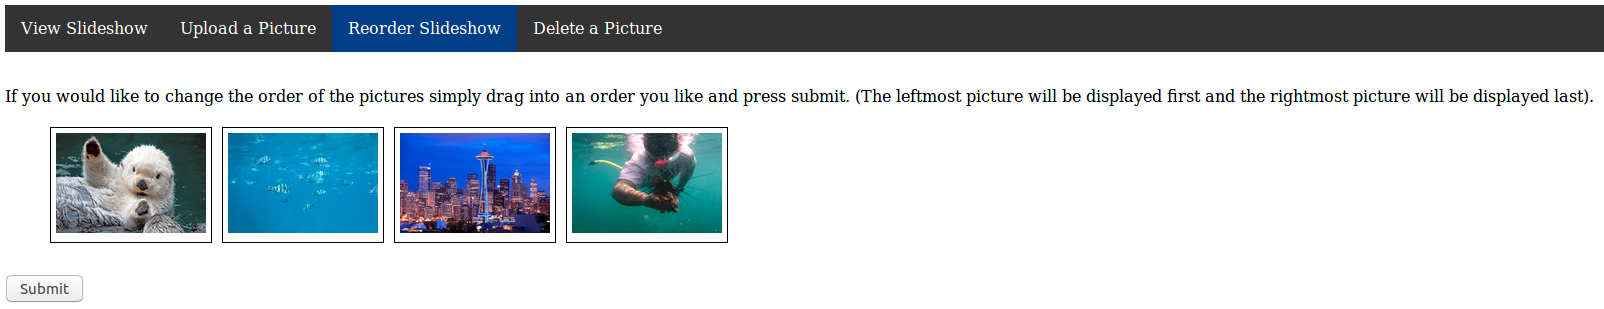 View Slideshow Upload a Picture Reorder Slideshow Delete a Picture
If you would like to change the order of the pictures simply drag into an order you like and press submit. (The leftmost picture will be displayed first and the rightmost picture will be displayed last).
Submit